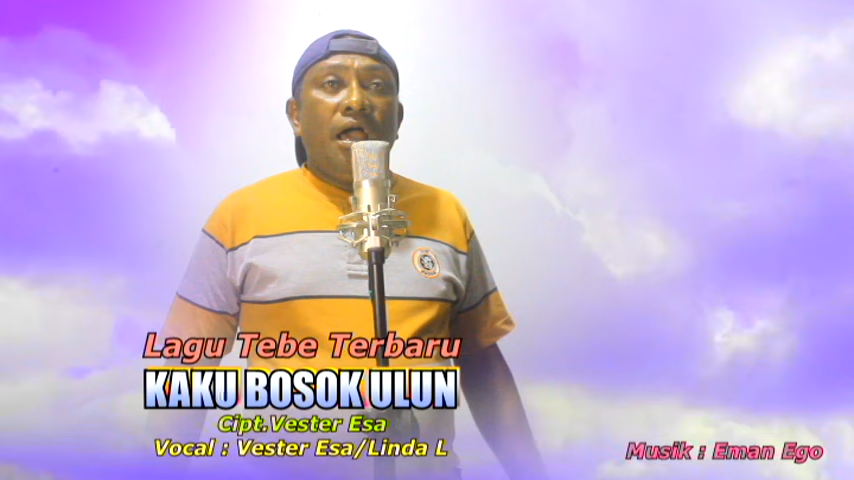 Lagu Tebe Terbaru
KAKU BOSOK ULUN
Cipt.Vester Esa
Vocal : Vester Esa/Linda L
Musik : Eman Ego